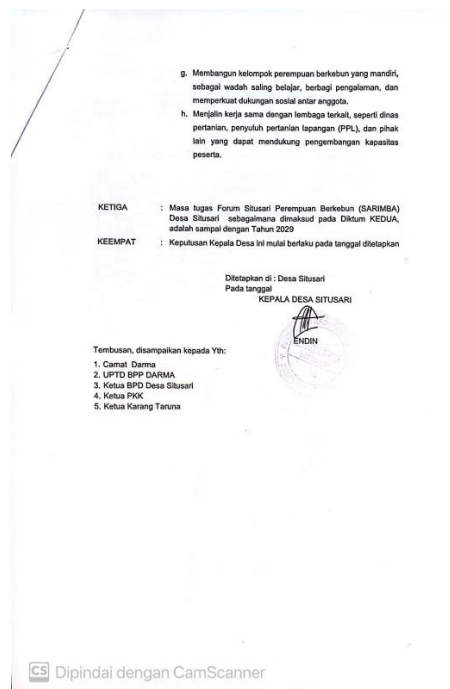 g. Membangun kelompok perempuan berkebun yang mandiri,
sebagai wadah saling belajar, berbagi pengalaman, dan
memperkuat dukungan sosial antar anggota.
h. Menjalin kerja sama dengan lembaga terkait, seperti dinas
pertanian, penyuluh pertanian lapangan (PPL), dan pihak
lain yang dapat mendukung pengembangan kapasitas
peserta.
KETIGA : Masa tugas Forum Situsari Perempuan Berkebun (SARIMBA)
Desa Situsari sebagaimana dimaksud pada Diktum KEDUA,
adalah sampai dengan Tahun 2029
KEEMPAT : Keputusan Kepala Desa ini mulai berlaku pada tanggal ditetapkan
Ditetapkan di : Desa Situsari
Pada tanggal
KEPALA DESA SITUSARI
ENDIN
Tembusan, disampaikan kepada Yth:
1. Camat Darma
2. UPTD BPP DARMA
3. Ketua BPD Desa Situsari
4. Ketua PKK
5. Ketua Karang Taruna
CS Dipindai dengan CamScanner